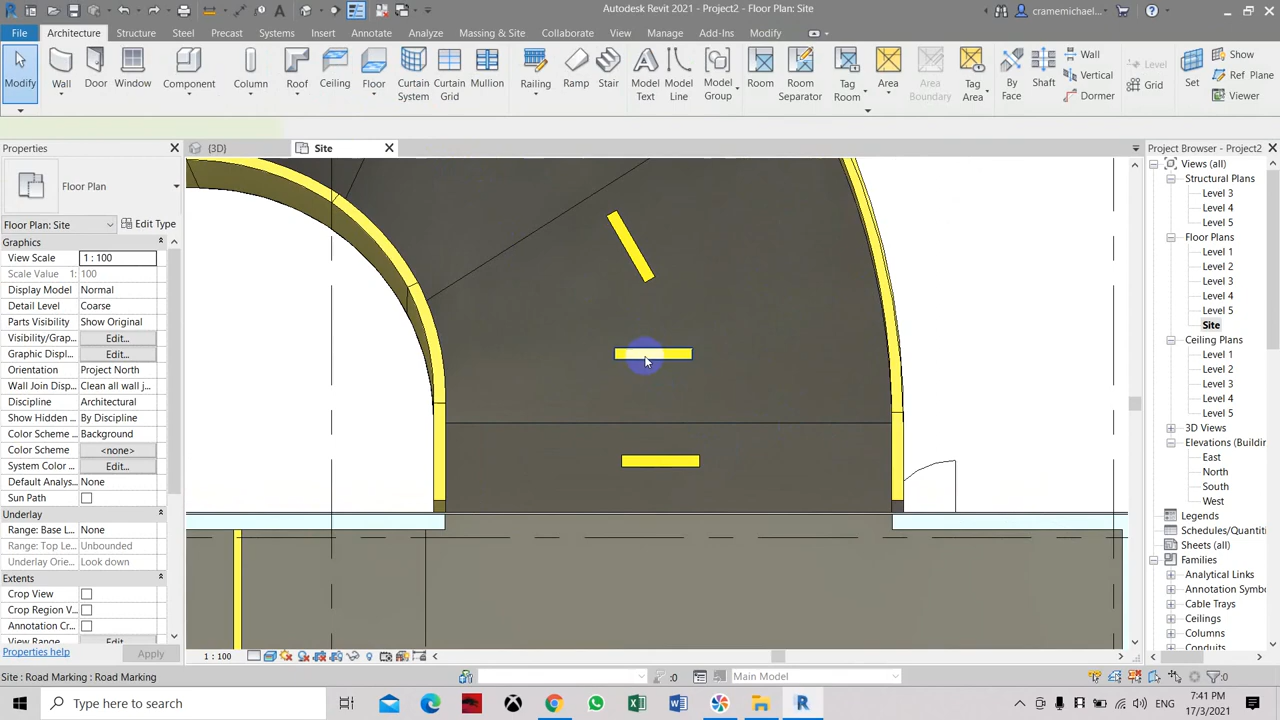 Autodesk Revit 2021 - Project2 - Floor Plan: Site
cramemichael...
File Architecture Structure Steel Precast Systems Insert Annotate Analyze Massing & Site Collaborate View Manage Add-Ins Modify
Modify Wall Door Window Component Column Roof Ceiling Floor Curtain System Curtain Grid Mullion Railing Ramp Stair Model Text Model Line Model Group Room Room Separator Tag Room Area Area Boundary Tag Area By Face Shaft Wall Vertical Dormer Level Grid Set Show Ref Plane Viewer
Properties
{3D}
Site
Project Browser - Project2
Floor Plan
Floor Plan: Site
Edit Type
Graphics
View Scale 1 : 100
Scale Value 1: 100
Display Model Normal
Detail Level Coarse
Parts Visibility Show Original
Visibility/Grap... Edit...
Graphic Displ... Edit...
Orientation Project North
Wall Join Disp... Clean all wall j...
Discipline Architectural
Show Hidden ... By Discipline
Color Scheme ... Background
Color Scheme <none>
System Color ... Edit...
Default Analys... None
Sun Path
Underlay
Range: Base L... None
Range: Top Le... Unbounded
Underlay Orie... Look down
Extents
Crop View
Crop Region V...
Annotation Cr...
View Range Edit...
Properties help
Apply
Views (all)
Structural Plans
Level 3
Level 4
Level 5
Floor Plans
Level 1
Level 2
Level 3
Level 4
Level 5
Site
Ceiling Plans
Level 1
Level 2
Level 3
Level 4
Level 5
3D Views
Elevations (Buildin
East
North
South
West
Legends
Schedules/Quantiti
Sheets (all)
Families
Analytical Links
Annotation Symbo
Cable Trays
Ceilings
Columns
Conduits
1 : 100
Site : Road Marking : Road Marking
:0
Main Model
:0
Type here to search
ENG
7:41 PM
17/3/2021